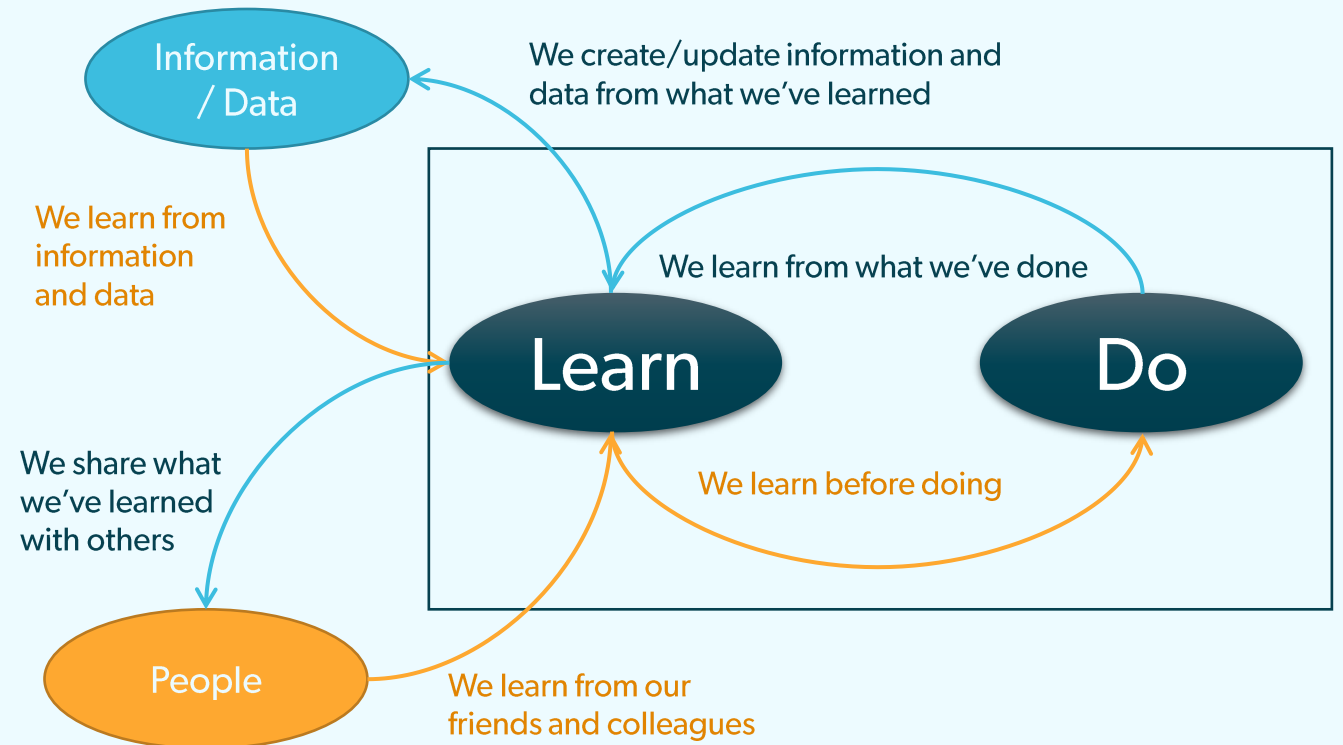 Information
/ Data
We create/update information and
data from what we've learned
We learn from
information
and data
We learn from what we've done
Learn
Do
We share what
we've learned
with others
We learn before doing
People
We learn from our
friends and colleagues